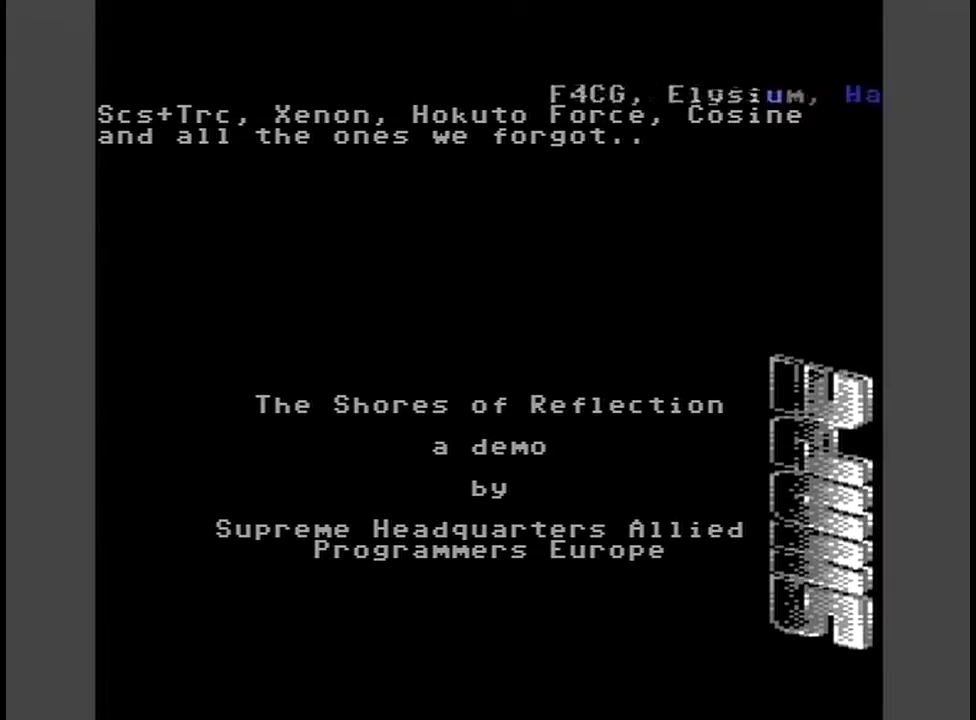 F4CG, Elysium, Ha
Scs+Trc, Xenon, Hokuto Force, Cosine
and all the ones we forgot..
The Shores of Reflection
a demo
by
Supreme Headquarters Allied
Programmers Europe